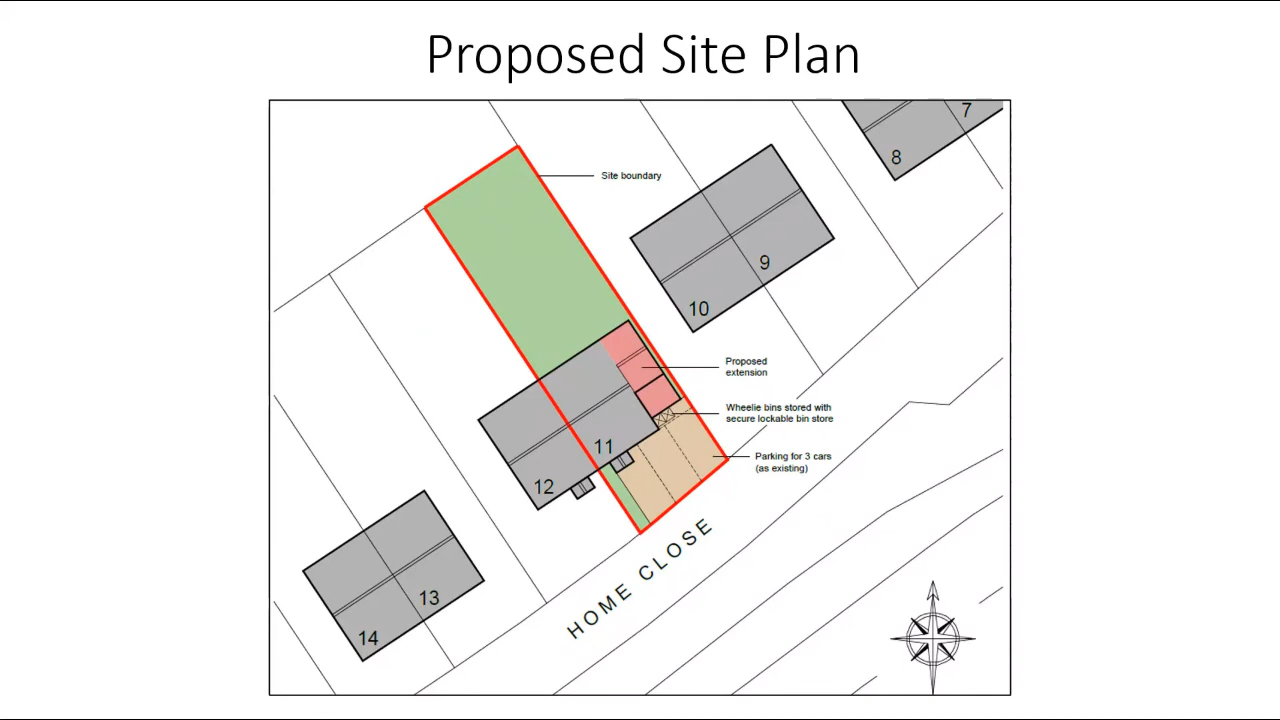 Proposed Site Plan
7
8
Site boundary
9
10
Proposed
extension
Wheelie bins stored with
secure lockable bin store
11
Parking for 3 cars
(as existing)
12
HOME CLOSE
13
14